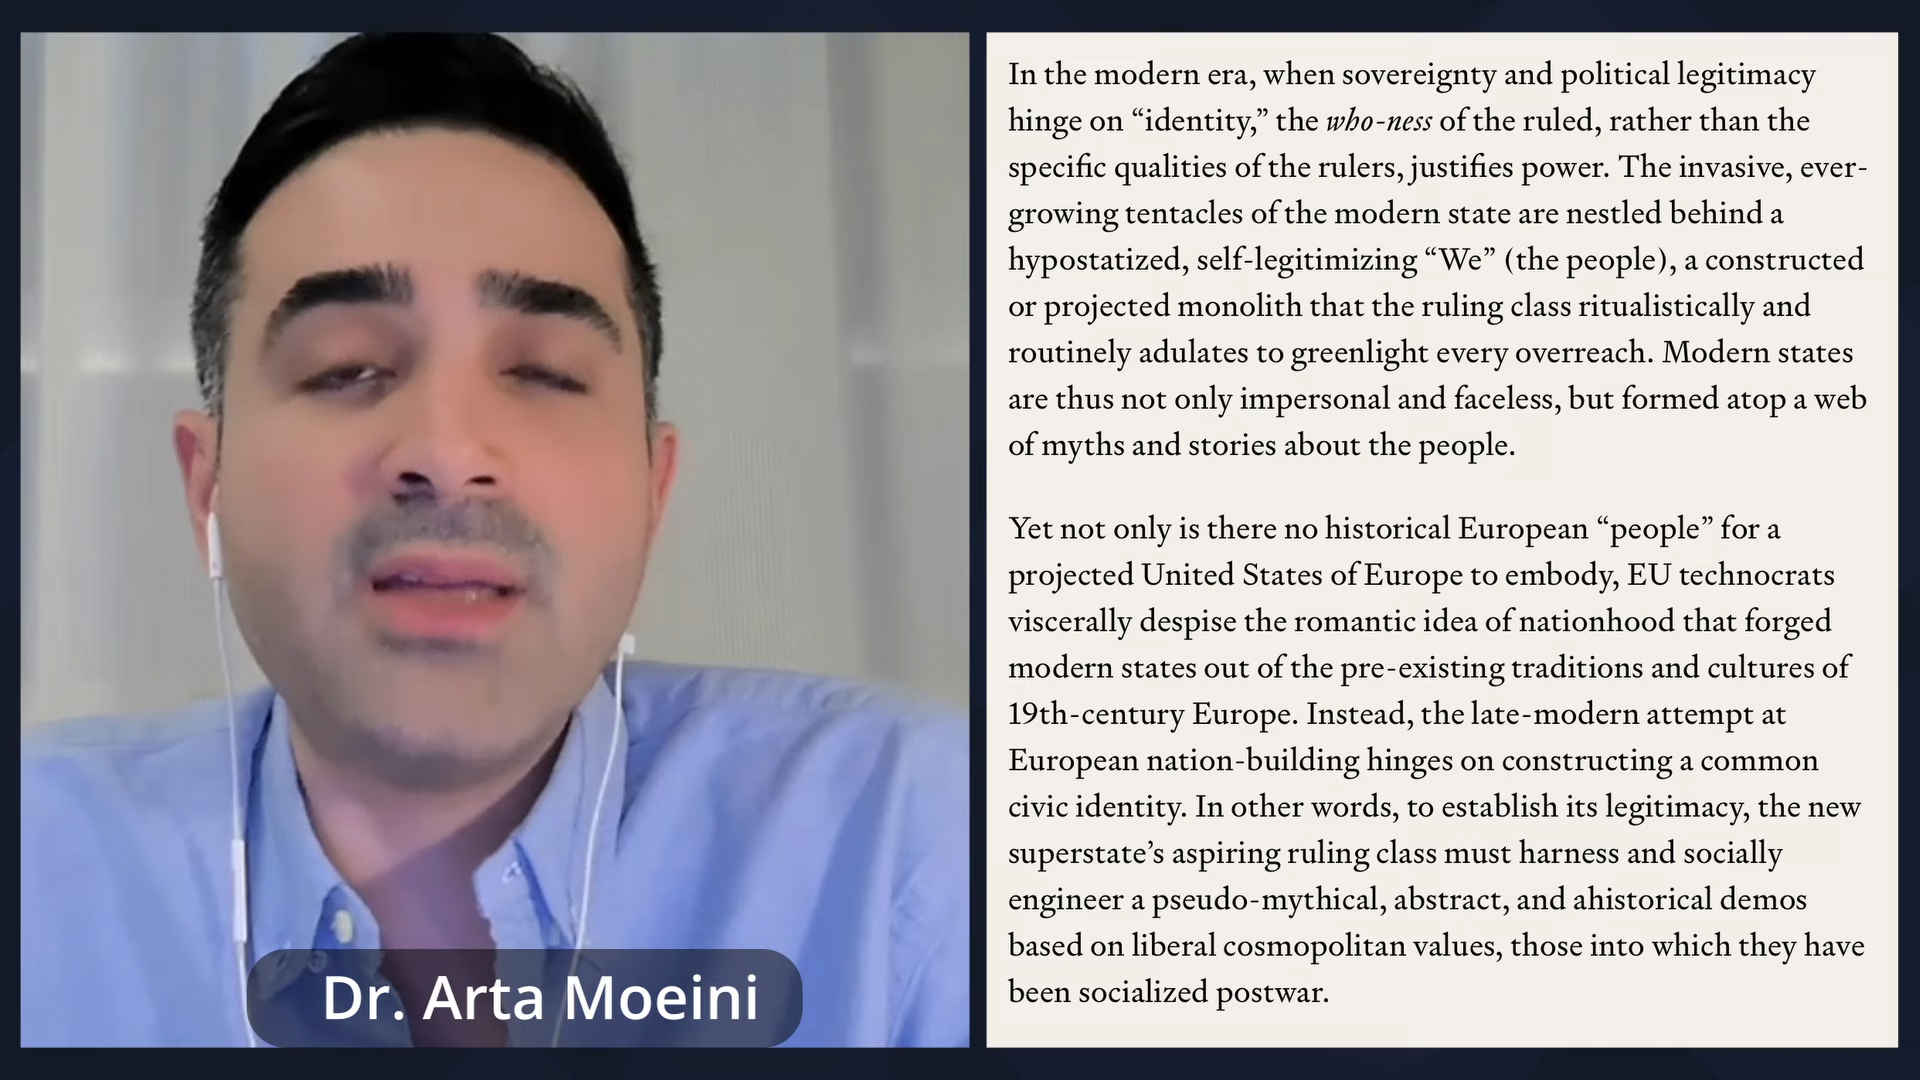 In the modern era, when sovereignty and political legitimacy
hinge on “identity,” the who-ness of the ruled, rather than the
specific qualities of the rulers, justifies power. The invasive, ever-
growing tentacles of the modern state are nestled behind a
hypostatized, self-legitimizing “We” (the people), a constructed
or projected monolith that the ruling class ritualistically and
routinely adulates to greenlight every overreach. Modern states
are thus not only impersonal and faceless, but formed atop a web
of myths and stories about the people.
Yet not only is there no historical European “people” for a
projected United States of Europe to embody, EU technocrats
viscerally despise the romantic idea of nationhood that forged
modern states out of the pre-existing traditions and cultures of
19th-century Europe. Instead, the late-modern attempt at
European nation-building hinges on constructing a common
civic identity. In other words, to establish its legitimacy, the new
superstate’s aspiring ruling class must harness and socially
engineer a pseudo-mythical, abstract, and ahistorical demos
based on liberal cosmopolitan values, those into which they have
been socialized postwar.
Dr. Arta Moeini